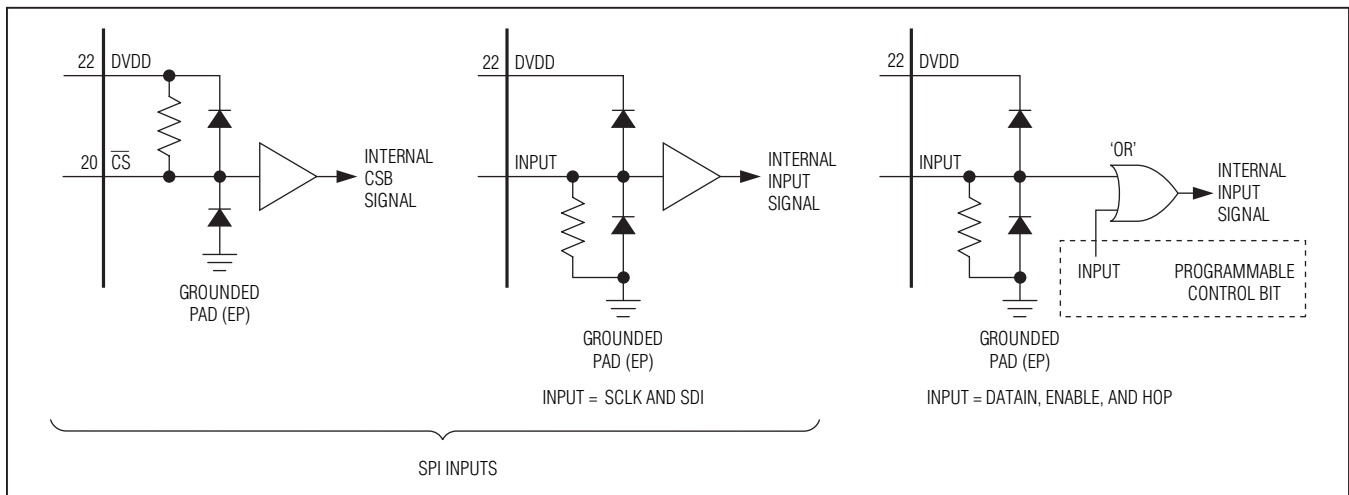 22 DVDD
20 C̅S̅
INTERNAL
CSB
SIGNAL
GROUNDED
PAD (EP)
22 DVDD
INPUT
INTERNAL
INPUT
SIGNAL
GROUNDED
PAD (EP)
INPUT = SCLK AND SDI
SPI INPUTS
22 DVDD
INPUT
'OR'
INTERNAL
INPUT
SIGNAL
INPUT
PROGRAMMABLE
CONTROL BIT
GROUNDED
PAD (EP)
INPUT = DATAIN, ENABLE, AND HOP